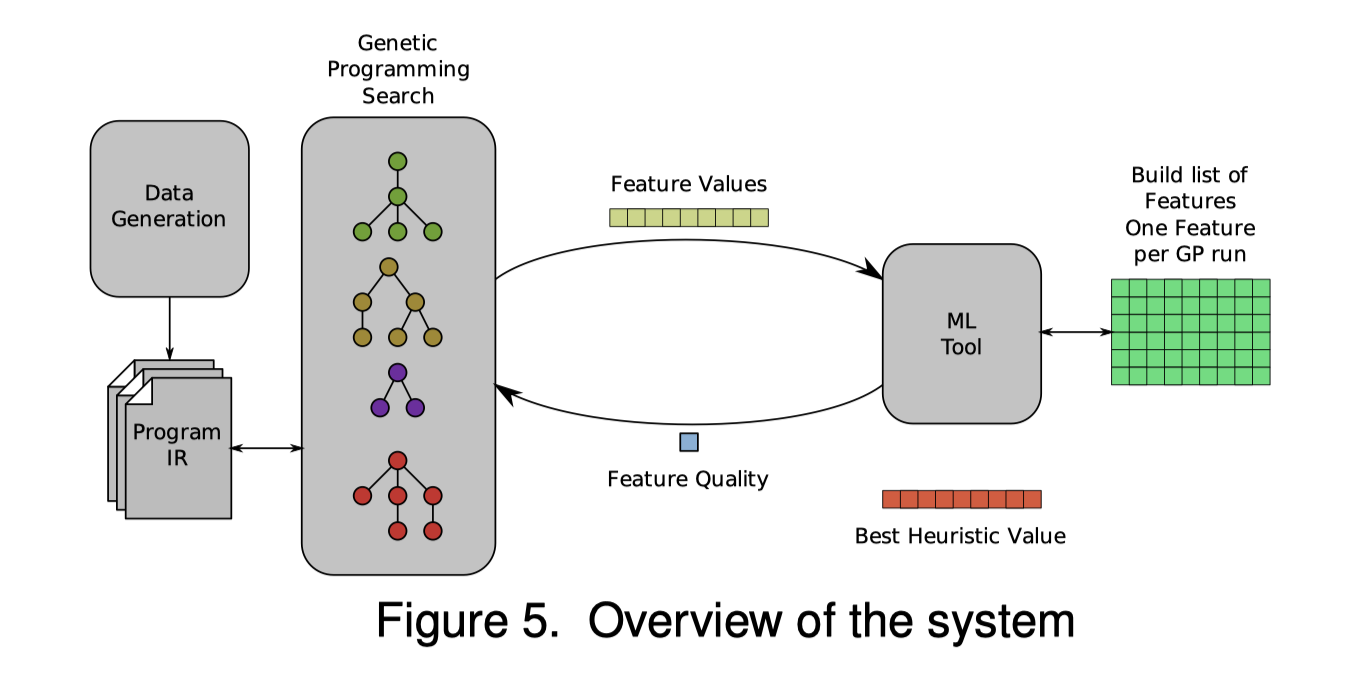 Genetic
Programming
Search
Data
Generation
Program
IR
Feature Values
Feature Quality
ML
Tool
Build list of
Features
One Feature
per GP run
Best Heuristic Value
Figure 5. Overview of the system